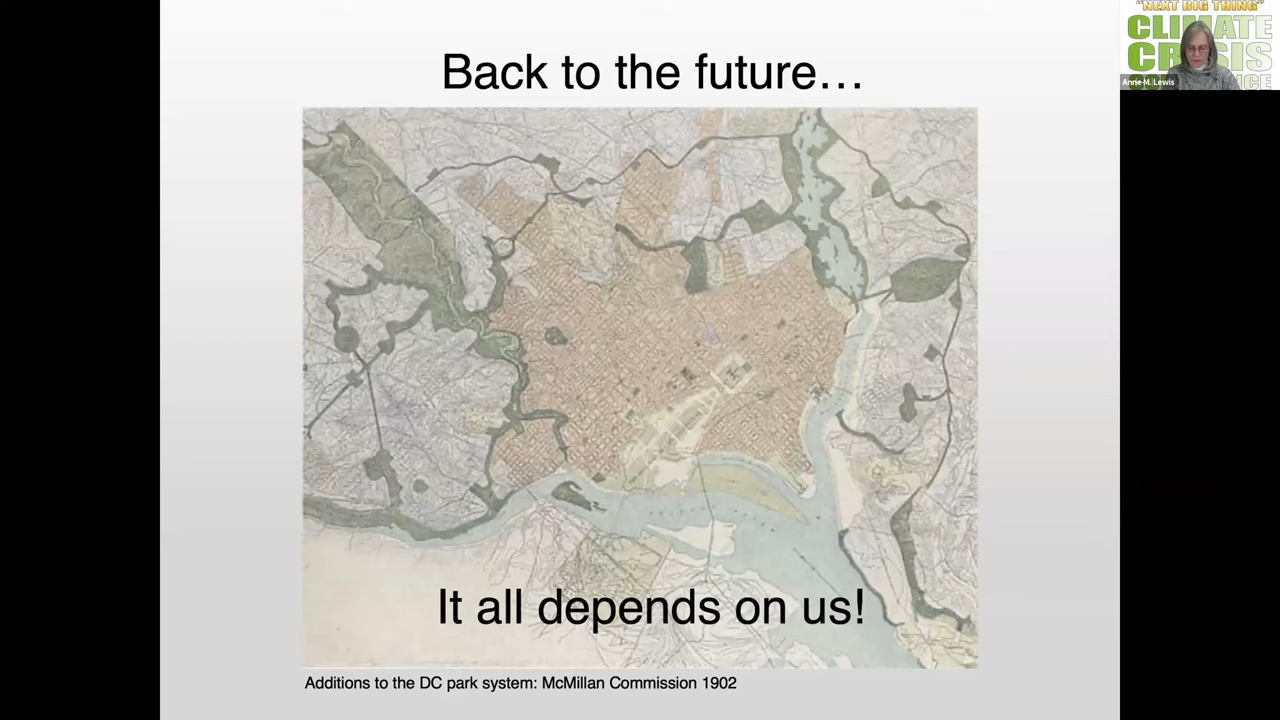 Back to the future…
It all depends on us!
Additions to the DC park system: McMillan Commission 1902
"NEXT BIG THING"
CLIMATE
CRISIS
Anne M. Lewis